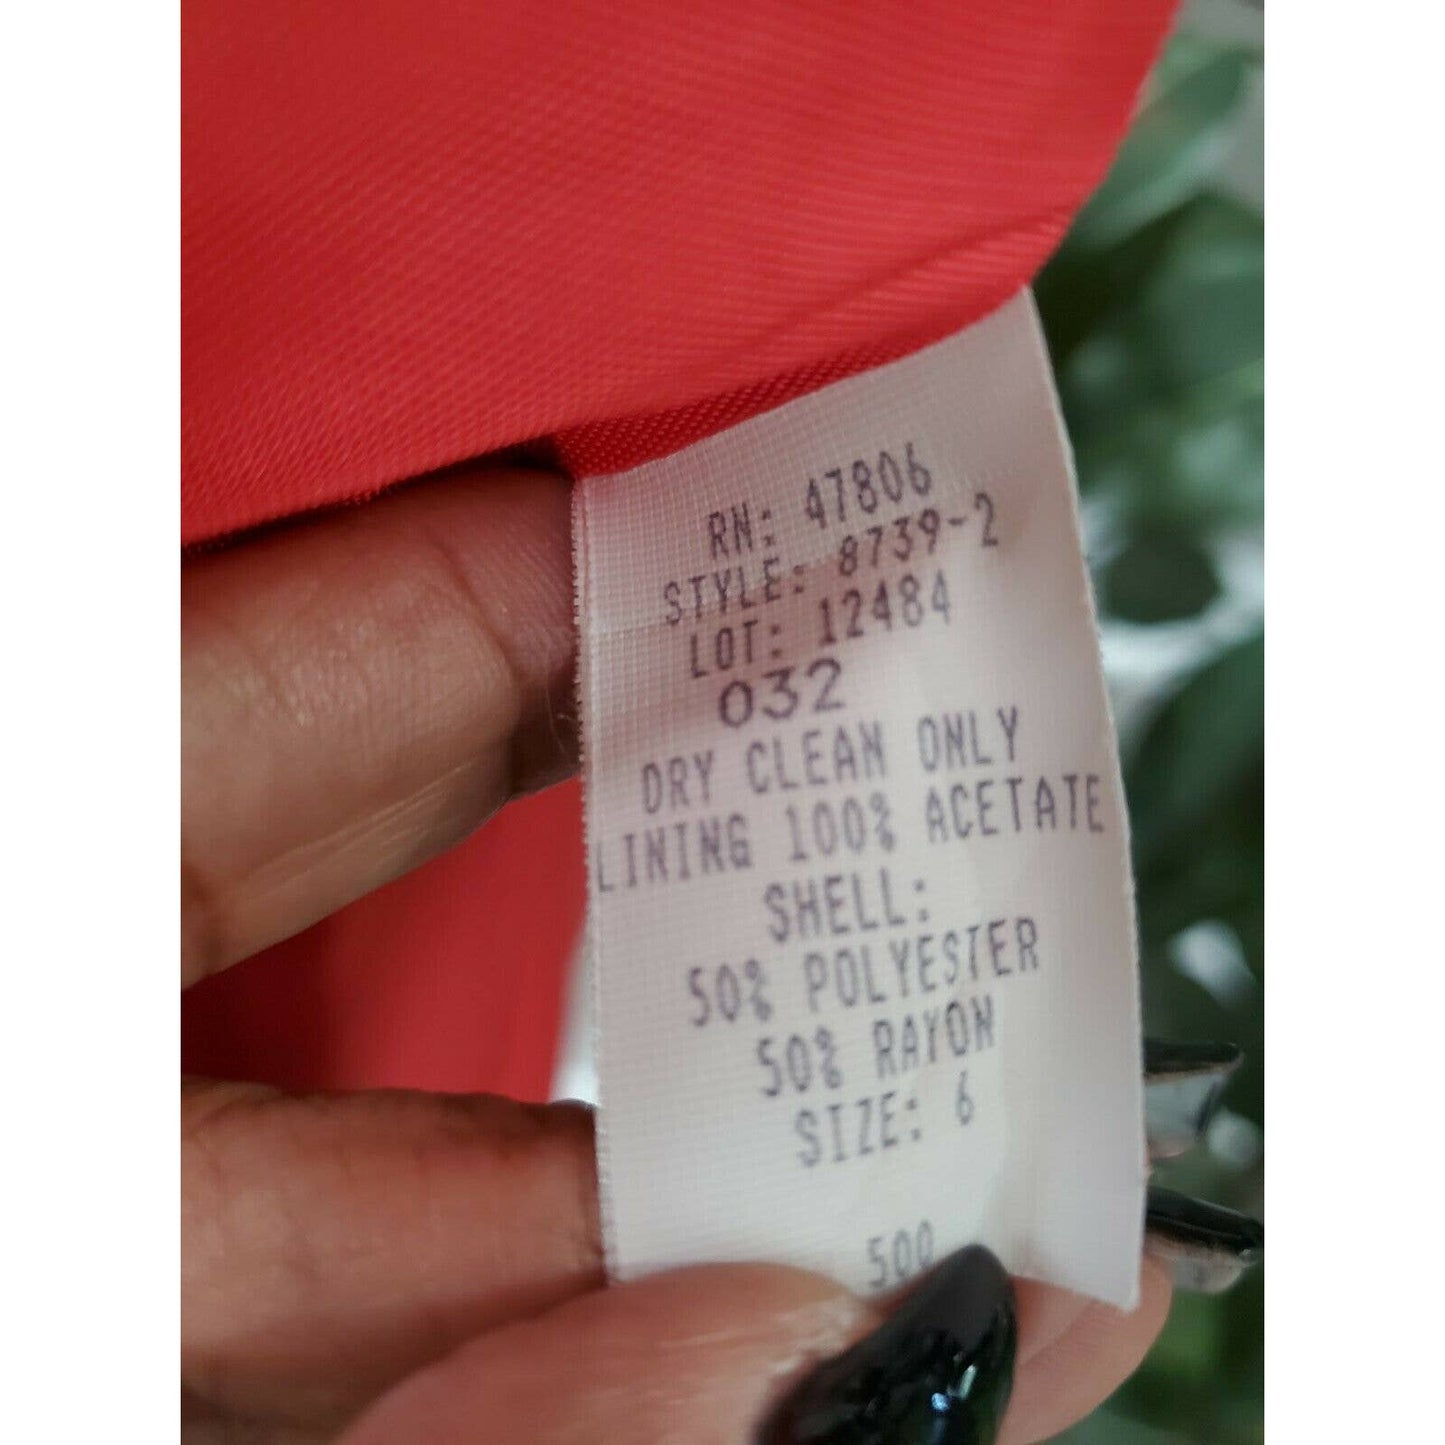 RN: 47806
STYLE: 8739-2
LOT: 12484
032
DRY CLEAN ONLY
LINING 100% ACETATE
SHELL:
50% POLYESTER
50% RAYON
SIZE: 6
500